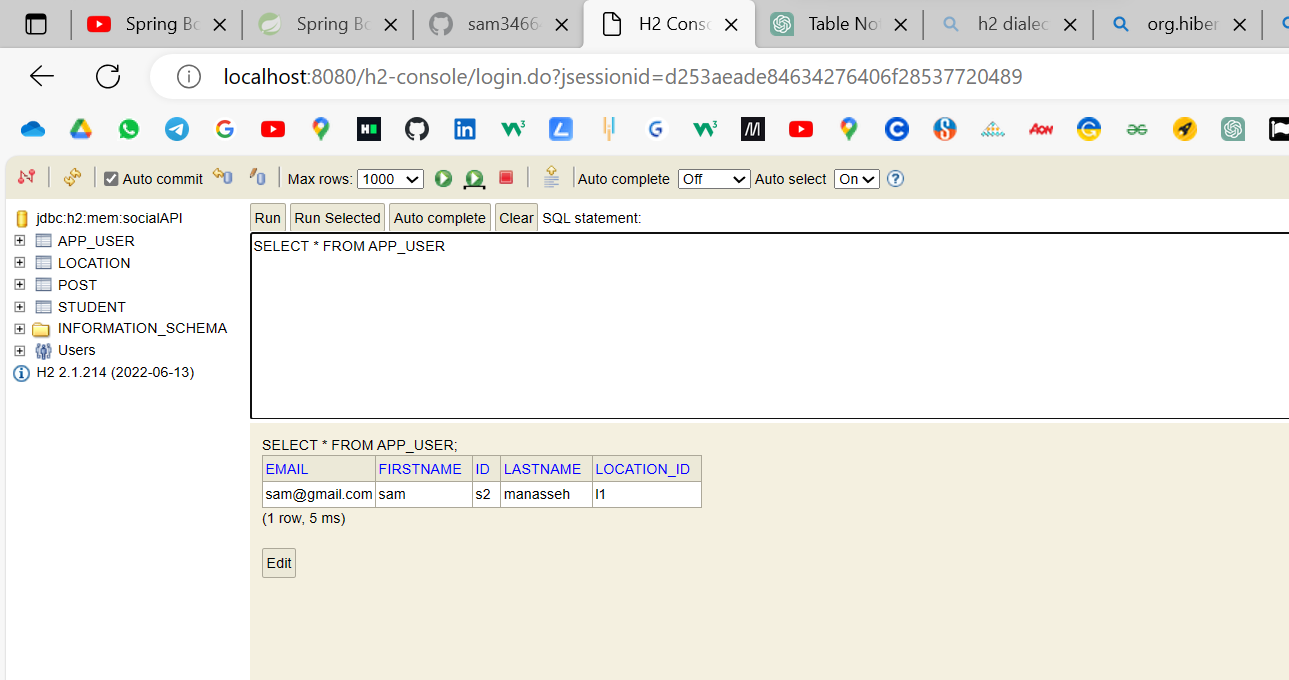 Spring Bo
Spring Bo
sam3466
H2 Conso
Table No
h2 dialec
org.hiber
localhost:8080/h2-console/login.do?jsessionid=d253aeade84634276406f28537720489
Auto commit
Max rows: 1000
Auto complete Off
Auto select On
jdbc:h2:mem:socialAPI
APP_USER
LOCATION
POST
STUDENT
INFORMATION_SCHEMA
Users
H2 2.1.214 (2022-06-13)
Run Run Selected Auto complete Clear SQL statement:
SELECT * FROM APP_USER
SELECT * FROM APP_USER;
EMAIL FIRSTNAME ID LASTNAME LOCATION_ID
sam@gmail.com sam s2 manasseh l1
(1 row, 5 ms)
Edit